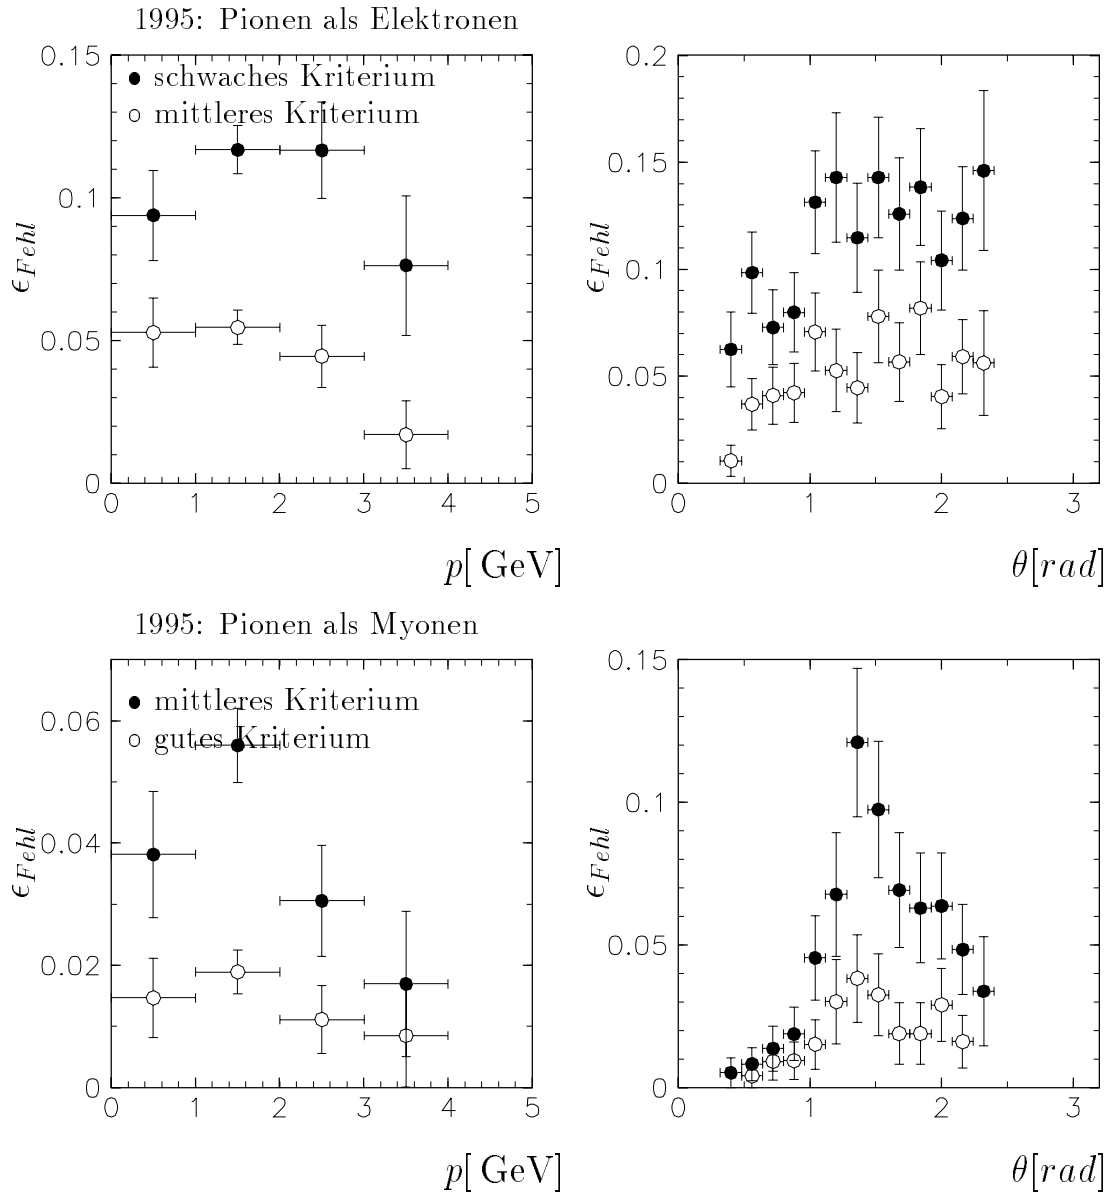 1995: Pionen als Elektronen
0.15
0.1
0.05
0
ϵFehl
● schwaches Kriterium
○ mittleres Kriterium
0 1 2 3 4 5
p[ GeV]
0.2
0.15
0.1
0.05
0
ϵFehl
0 1 2 3
θ[rad]
1995: Pionen als Myonen
0.06
0.04
0.02
0
ϵFehl
● mittleres Kriterium
○ gutes Kriterium
0 1 2 3 4 5
p[ GeV]
0.15
0.1
0.05
0
ϵFehl
0 1 2 3
θ[rad]